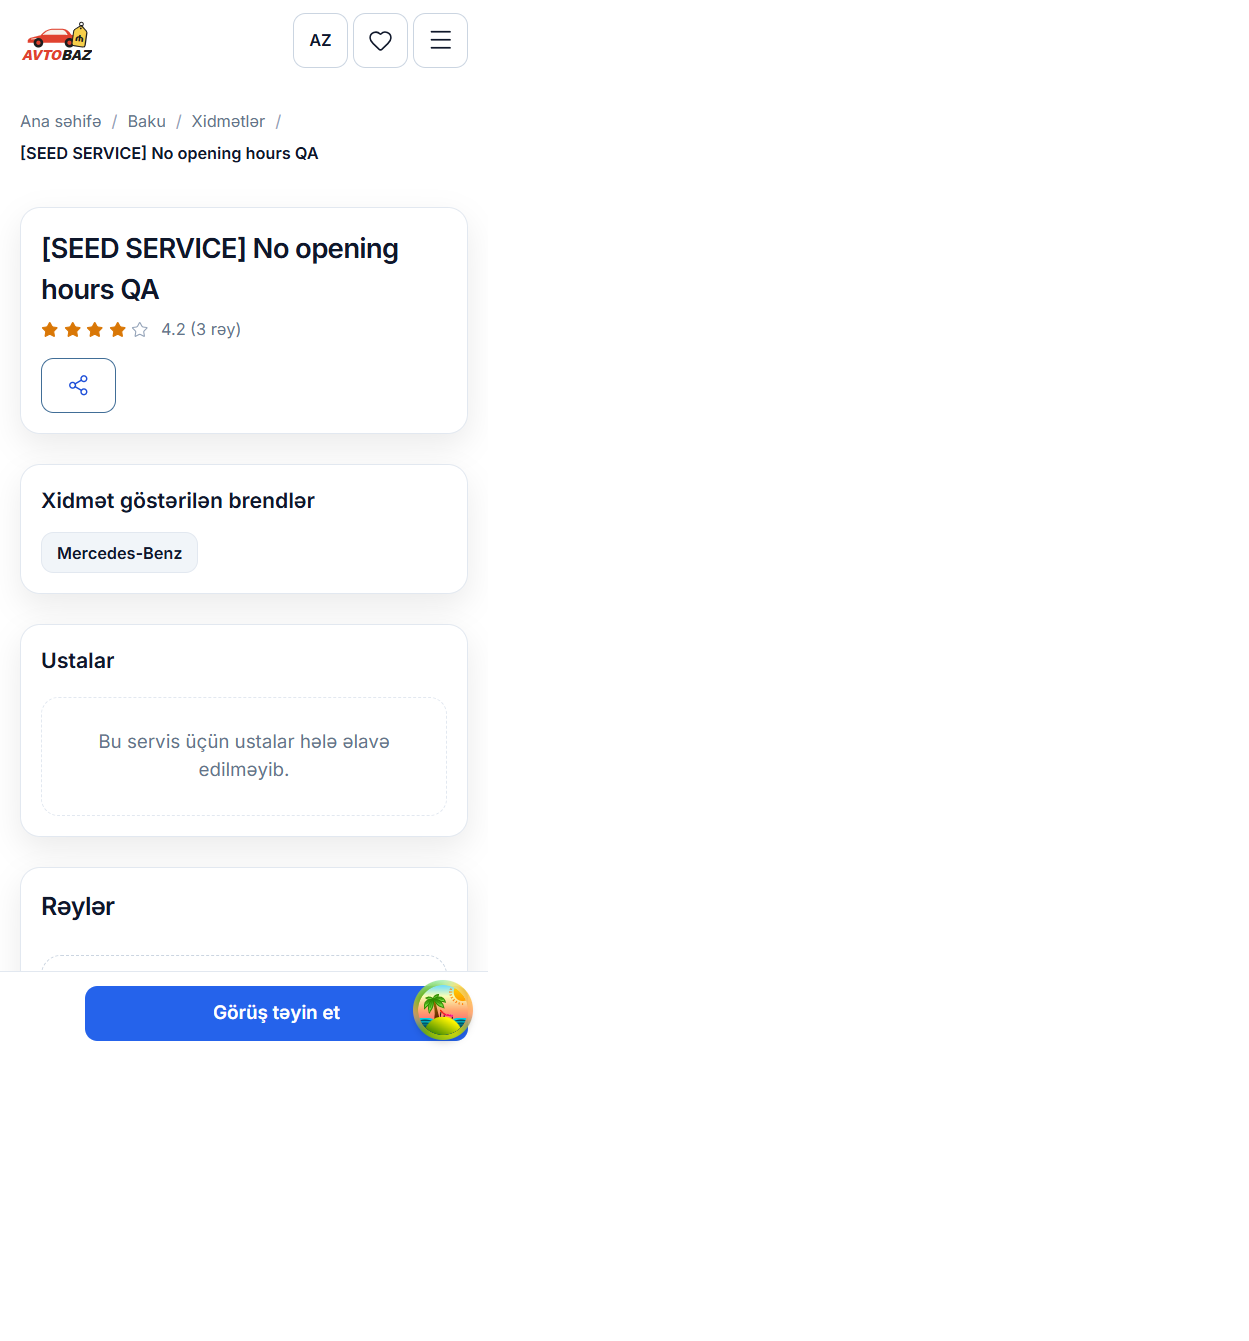 AVTOBAZ
AZ
Ana səhifə / Baku / Xidmətlər /
[SEED SERVICE] No opening hours QA
[SEED SERVICE] No opening
hours QA
4.2 (3 rəy)
Xidmət göstərilən brendlər
Mercedes-Benz
Ustalar
Bu servis üçün ustalar hələ əlavə
edilməyib.
Rəylər
Görüş təyin et